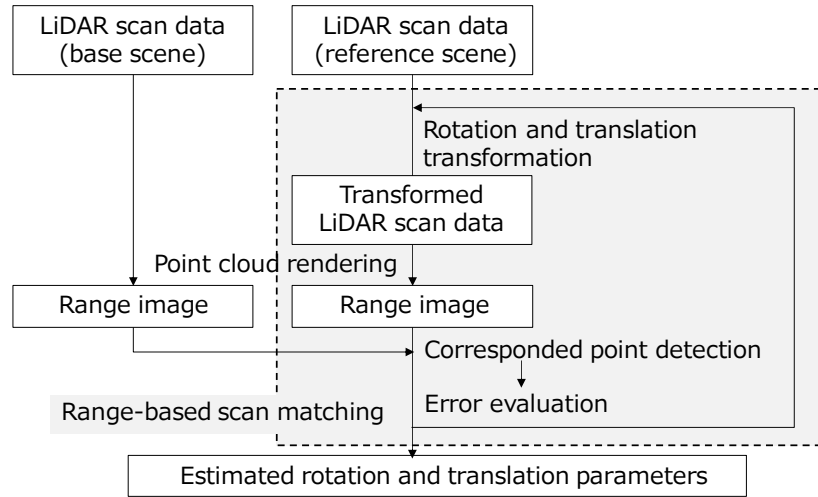 LiDAR scan data
(base scene)
LiDAR scan data
(reference scene)
Rotation and translation
transformation
Transformed
LiDAR scan data
Point cloud rendering
Range image
Range image
Corresponded point detection
Error evaluation
Range-based scan matching
Estimated rotation and translation parameters